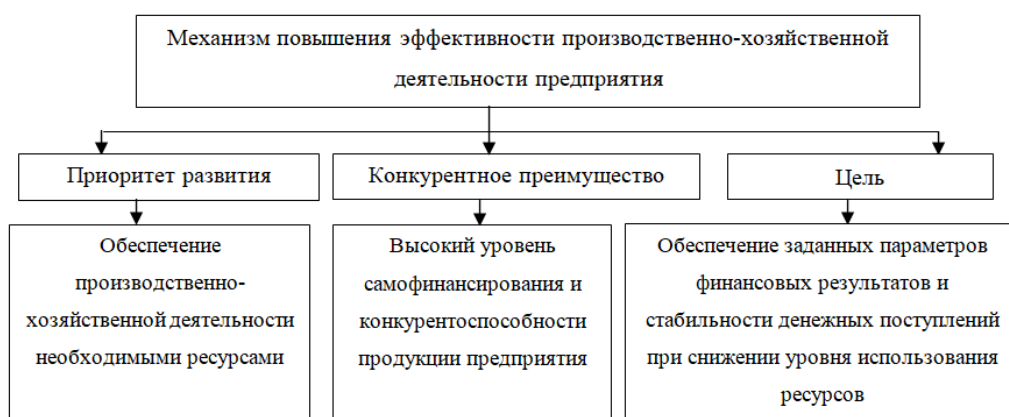 Механизм повышения эффективности производственно-хозяйственной
деятельности предприятия
Приоритет развития
Конкурентное преимущество
Цель
Обеспечение
производственно-
хозяйственной деятельности
необходимыми ресурсами
Высокий уровень
самофинансирования и
конкурентоспособности
продукции предприятия
Обеспечение заданных параметров
финансовых результатов и
стабильности денежных поступлений
при снижении уровня использования
ресурсов